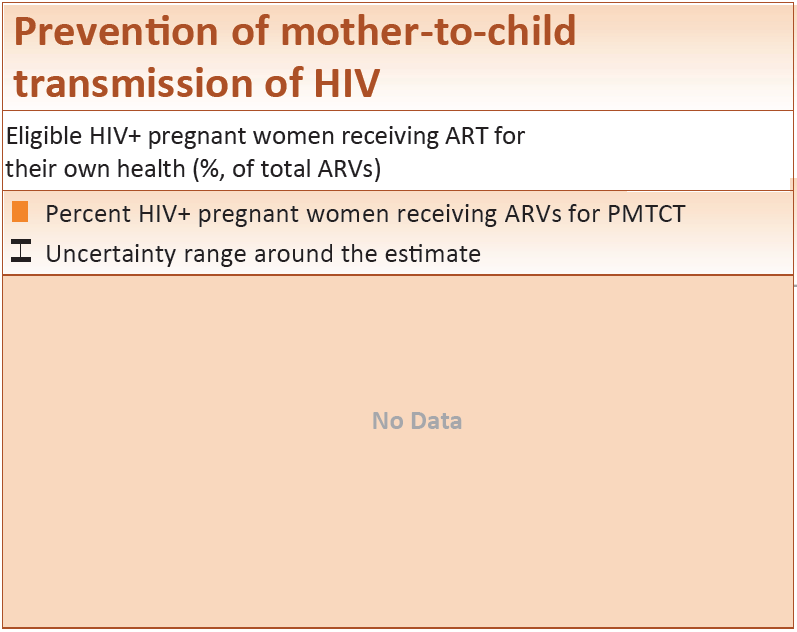 Prevention of mother-to-child
transmission of HIV
Eligible HIV+ pregnant women receiving ART for
their own health (%, of total ARVs)
Percent HIV+ pregnant women receiving ARVs for PMTCT
Uncertainty range around the estimate
No Data